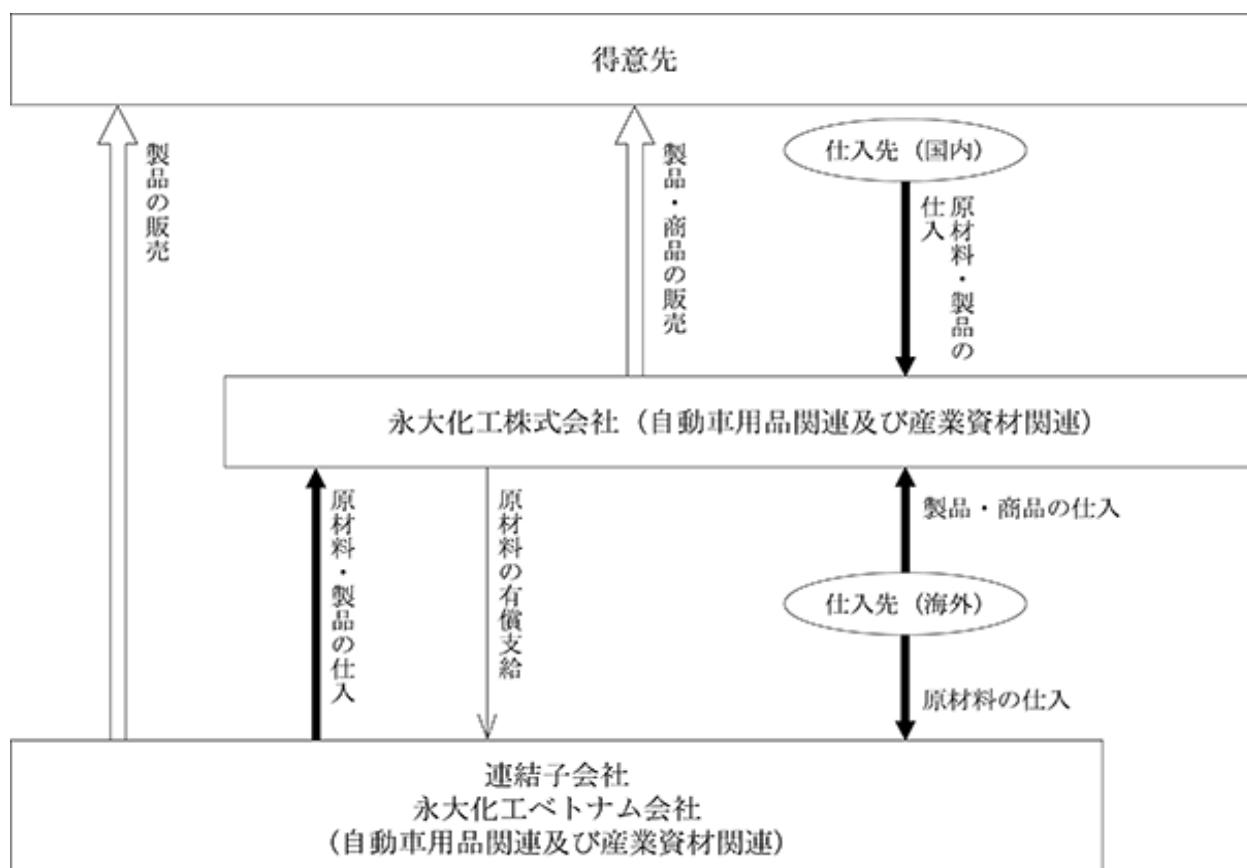 得意先
製品の販売
製品・商品の販売
仕入先（国内）
原材料・製品の
仕入
永大化工株式会社（自動車用品関連及び産業資材関連）
原材料・製品の仕入
原材料の有償支給
製品・商品の仕入
仕入先（海外）
原材料の仕入
連結子会社
永大化工ベトナム会社
（自動車用品関連及び産業資材関連）